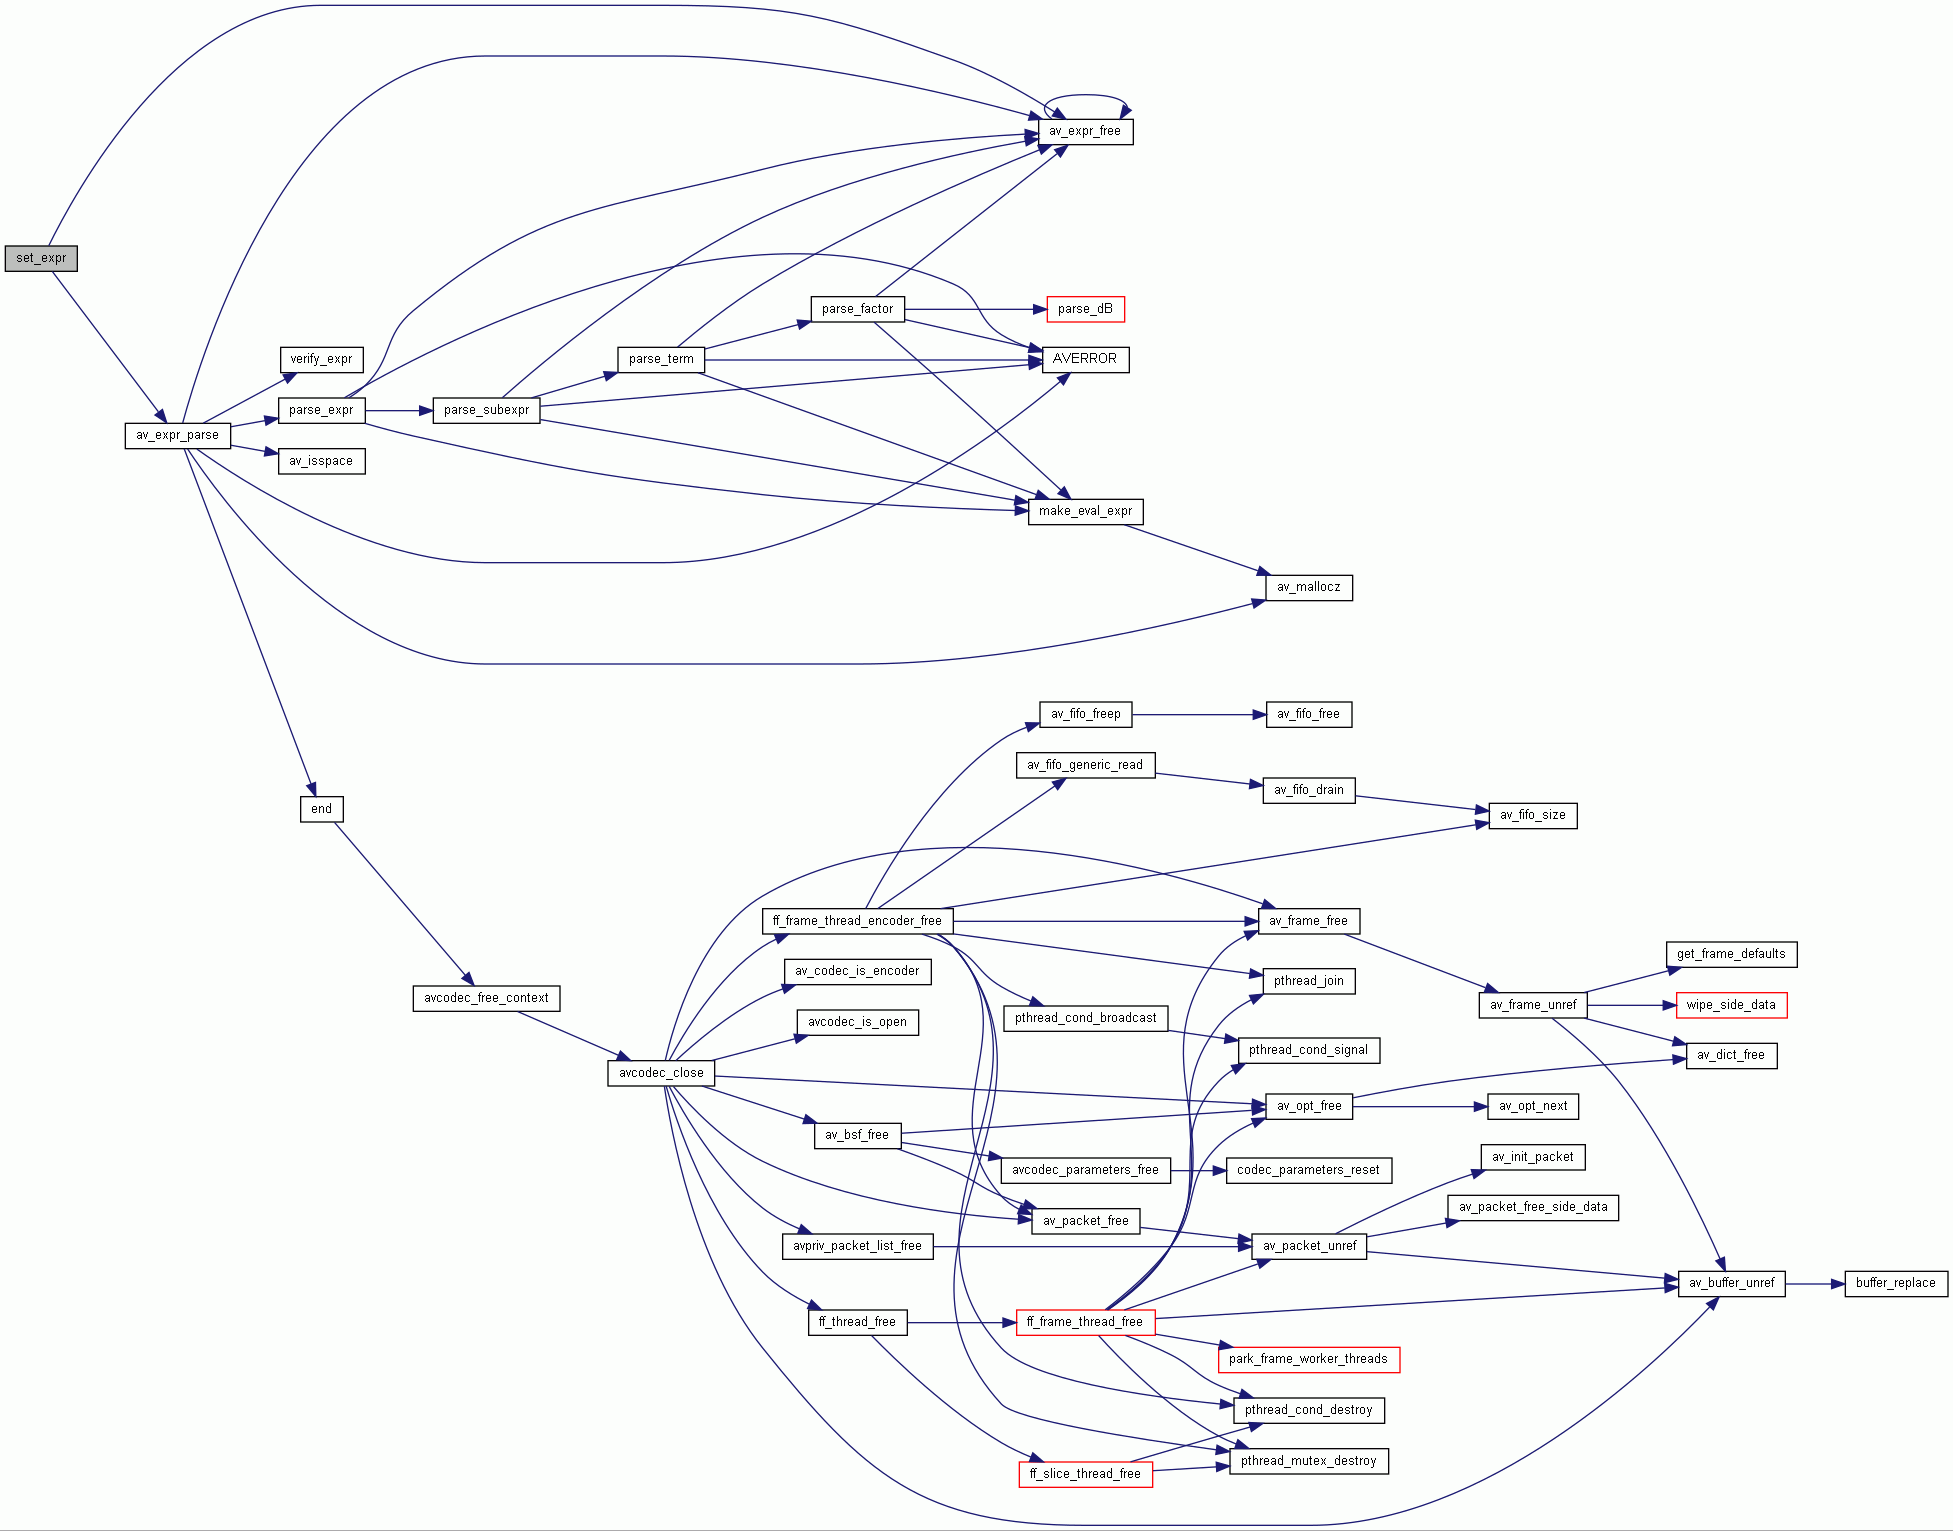 av_expr_free
set_expr
parse_factor
parse_dB
verify_expr
parse_term
AVERROR
parse_expr
parse_subexpr
av_expr_parse
av_isspace
make_eval_expr
av_mallocz
av_fifo_freep
av_fifo_free
av_fifo_generic_read
av_fifo_drain
end
av_fifo_size
ff_frame_thread_encoder_free
av_frame_free
get_frame_defaults
av_codec_is_encoder
pthread_join
avcodec_free_context
av_frame_unref
wipe_side_data
avcodec_is_open
pthread_cond_broadcast
pthread_cond_signal
av_dict_free
avcodec_close
av_opt_free
av_opt_next
av_bsf_free
av_init_packet
avcodec_parameters_free
codec_parameters_reset
av_packet_free_side_data
av_packet_free
avpriv_packet_list_free
av_packet_unref
av_buffer_unref
buffer_replace
ff_thread_free
ff_frame_thread_free
park_frame_worker_threads
pthread_cond_destroy
pthread_mutex_destroy
ff_slice_thread_free